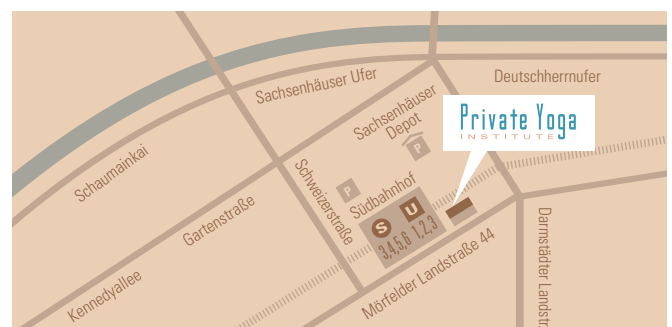 Sachsenhäuser Ufer
Deutschherrnufer
Private Yoga
INSTITUTE
Sachsenhäuser
Depot
P
Schaumainkai
P
Schweizerstraße
Südbahnhof
Gartenstraße
S U
3,4,5,6 1,2,3
Mörfelder Landstraße 44
Darmstädter Landstr
Kennedyallee